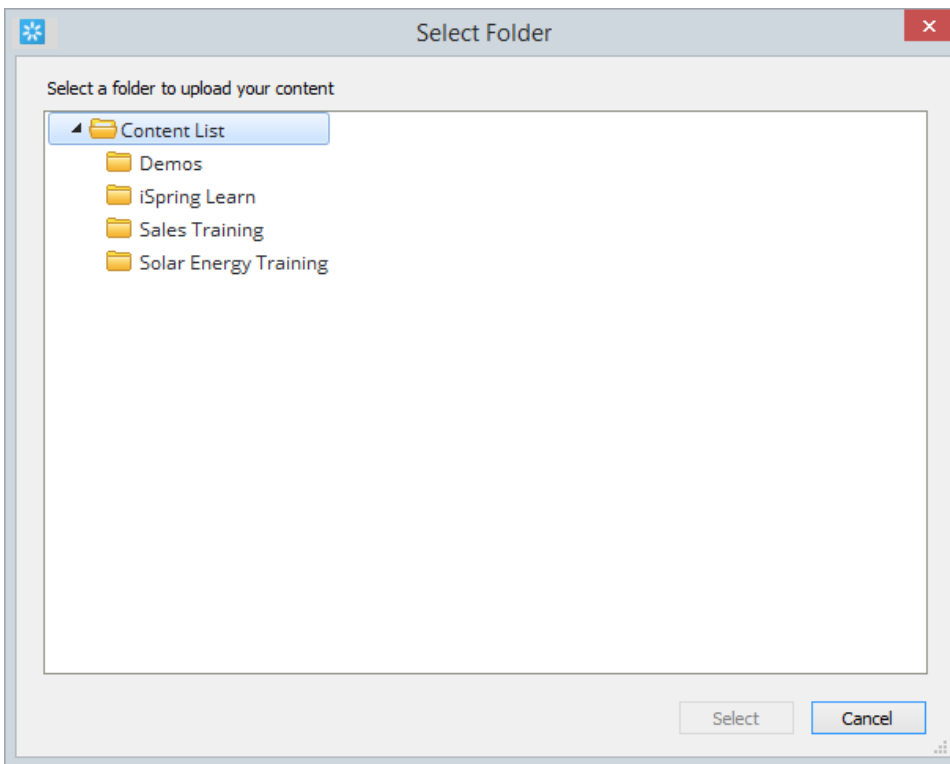 Select Folder
Select a folder to upload your content
Content List
Demos
iSpring Learn
Sales Training
Solar Energy Training
Select
Cancel